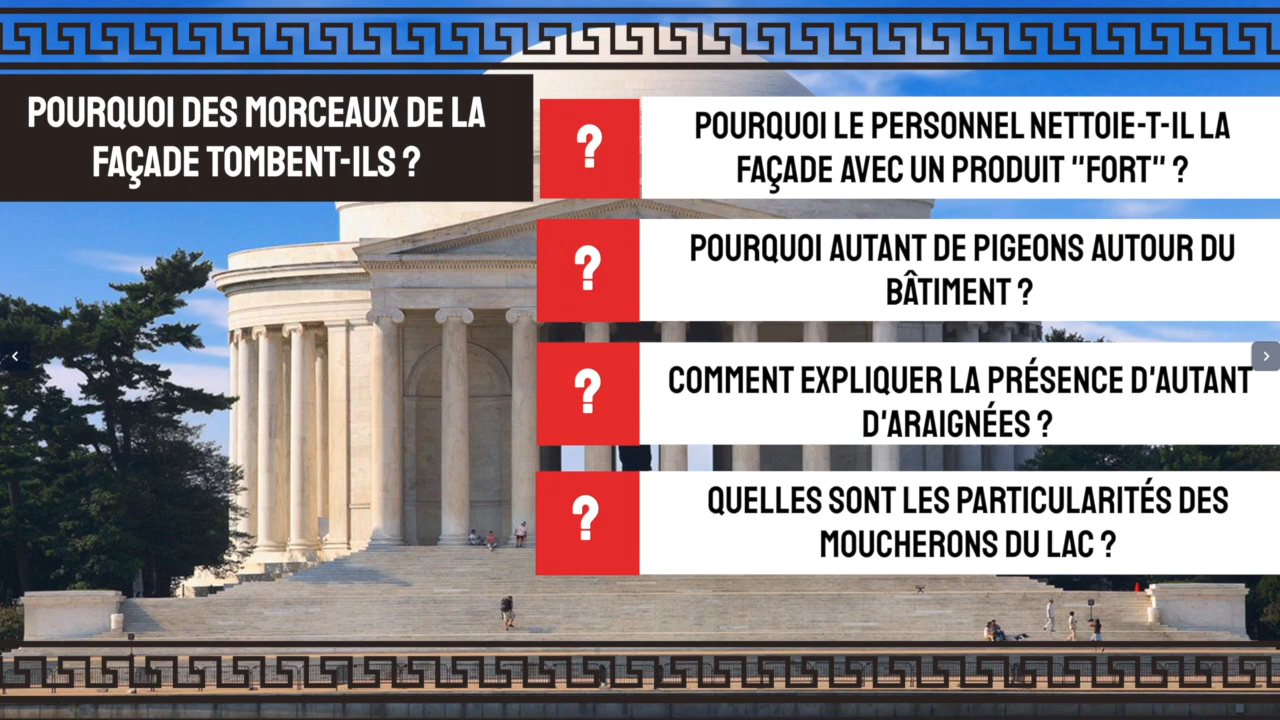 POURQUOI DES MORCEAUX DE LA
FAÇADE TOMBENT-ILS ?
?
POURQUOI LE PERSONNEL NETTOIE-T-IL LA
FAÇADE AVEC UN PRODUIT "FORT" ?
?
POURQUOI AUTANT DE PIGEONS AUTOUR DU
BÂTIMENT ?
?
COMMENT EXPLIQUER LA PRÉSENCE D'AUTANT
D'ARAIGNÉES ?
?
QUELLES SONT LES PARTICULARITÉS DES
MOUCHERONS DU LAC ?